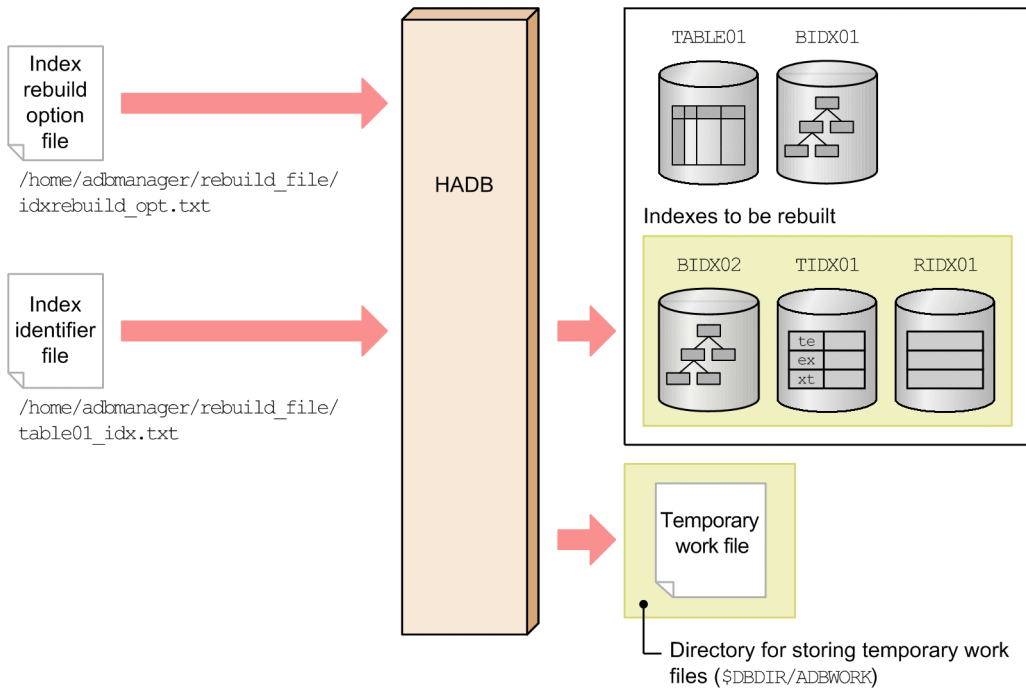 Index
rebuild
option
file
/home/adbmanager/rebuild_file/
idxrebuild_opt.txt
Index
identifier
file
/home/adbmanager/rebuild_file/
table01_idx.txt
HADB
TABLE01
BIDX01
Indexes to be rebuilt
BIDX02
TIDX01
RIDX01
te
ex
xt
Temporary
work file
Directory for storing temporary work
files ($DBDIR/ADBWORK)